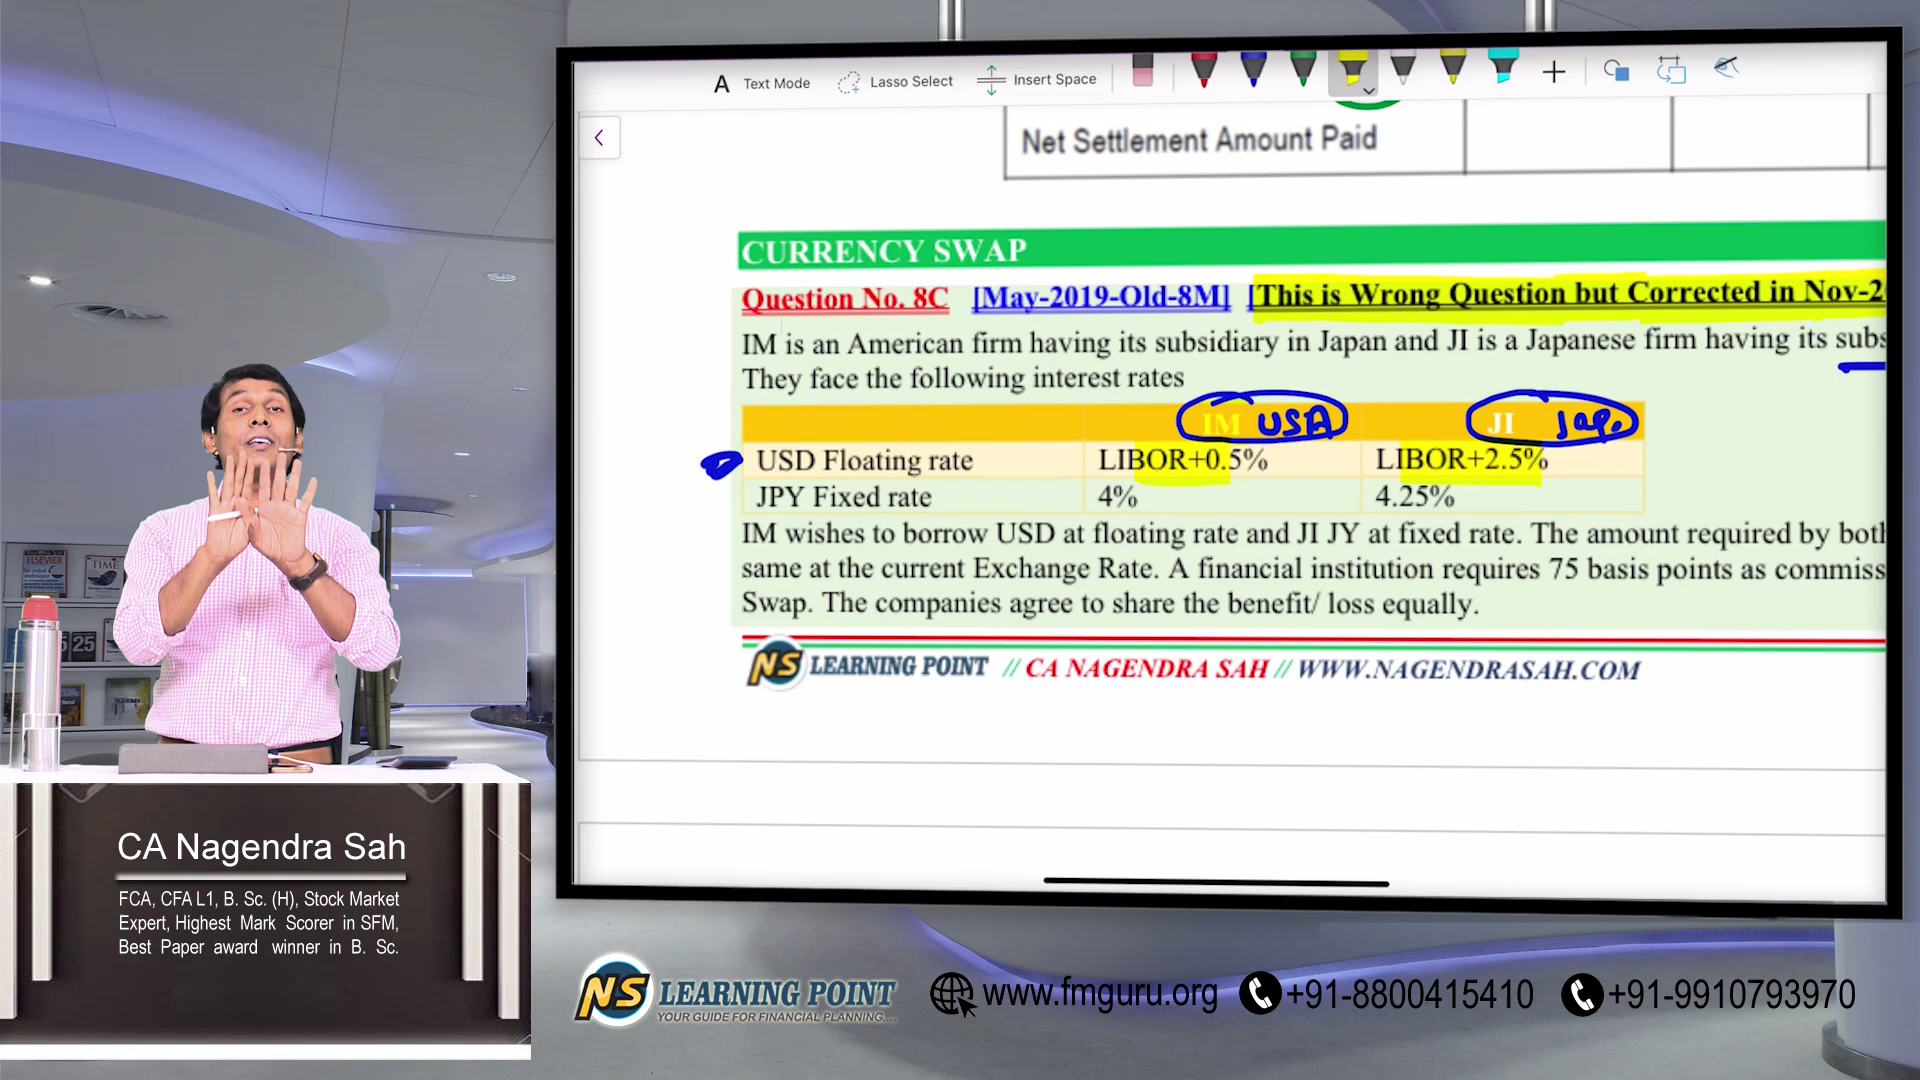 A Text Mode Lasso Select Insert Space
Net Settlement Amount Paid
CURRENCY SWAP
Question No. 8C [May-2019-Old-8M] [This is Wrong Question but Corrected in Nov-2
IM is an American firm having its subsidiary in Japan and JI is a Japanese firm having its subs
They face the following interest rates
IM USA JI Jap.
USD Floating rate LIBOR+0.5% LIBOR+2.5%
JPY Fixed rate 4% 4.25%
IM wishes to borrow USD at floating rate and JI JY at fixed rate. The amount required by both
same at the current Exchange Rate. A financial institution requires 75 basis points as commiss
Swap. The companies agree to share the benefit/ loss equally.
NS LEARNING POINT // CA NAGENDRA SAH // WWW.NAGENDRASAH.COM
ELSEVIER
TIME
25
CA Nagendra Sah
FCA, CFA L1, B. Sc. (H), Stock Market
Expert, Highest Mark Scorer in SFM,
Best Paper award winner in B. Sc.
NS LEARNING POINT
YOUR GUIDE FOR FINANCIAL PLANNING....
www.fmguru.org +91-8800415410 +91-9910793970